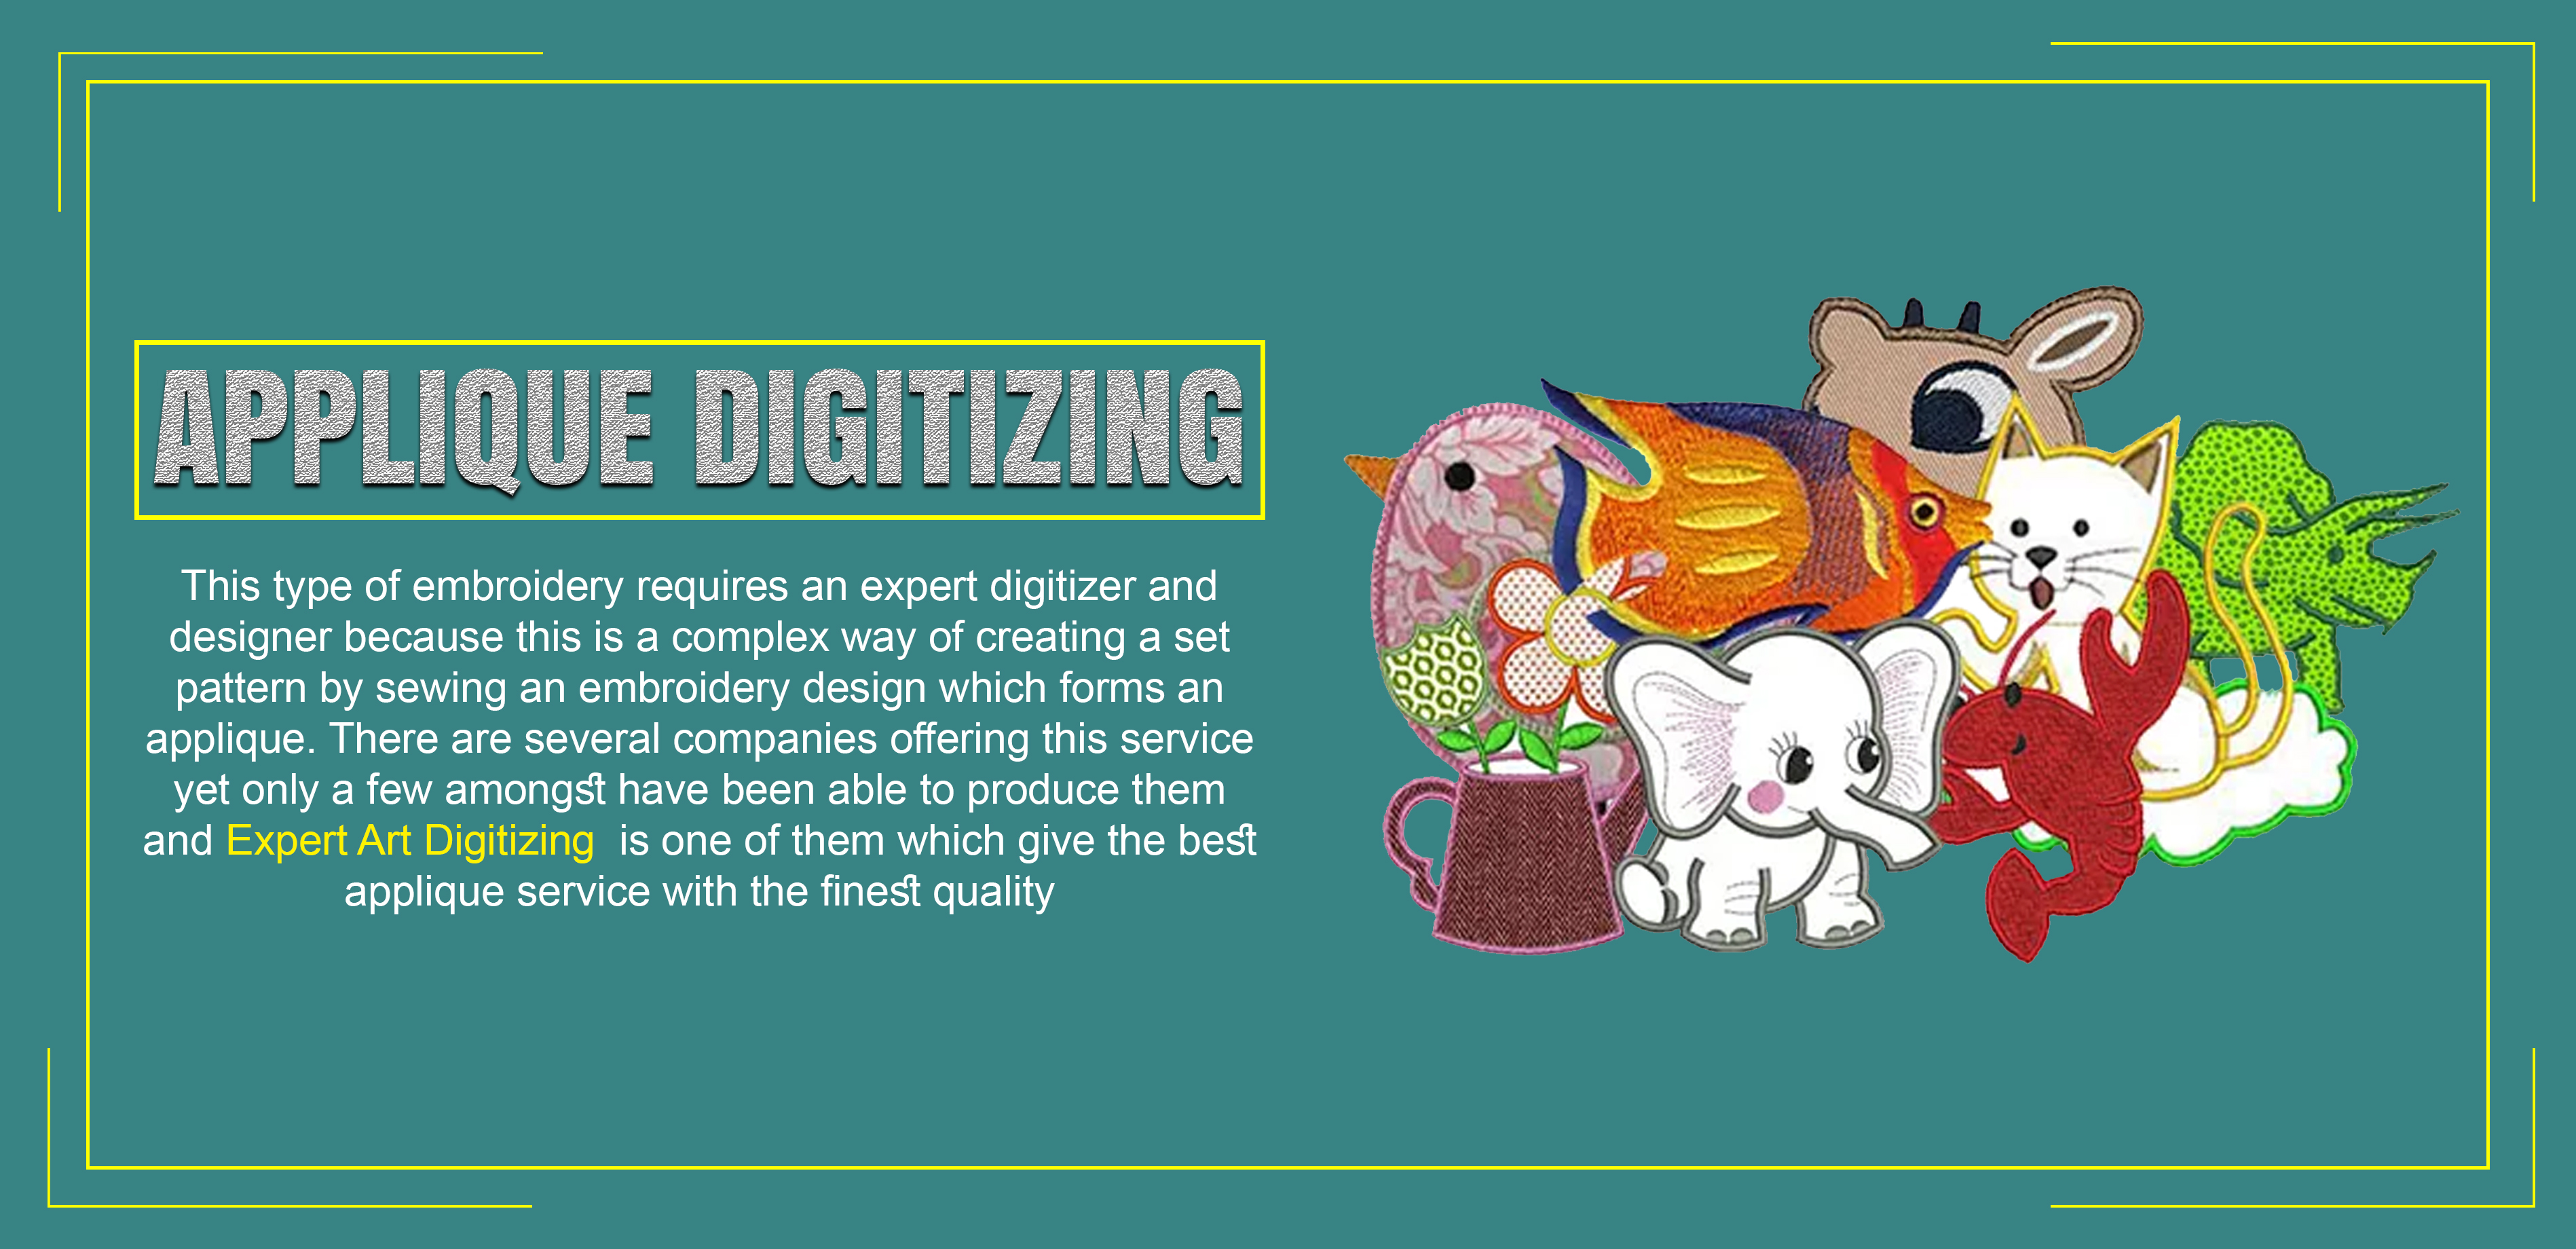 APPLIQUE DIGITIZING
This type of embroidery requires an expert digitizer and
designer because this is a complex way of creating a set
pattern by sewing an embroidery design which forms an
applique. There are several companies offering this service
yet only a few amongst have been able to produce them
and Expert Art Digitizing is one of them which give the best
applique service with the finest quality